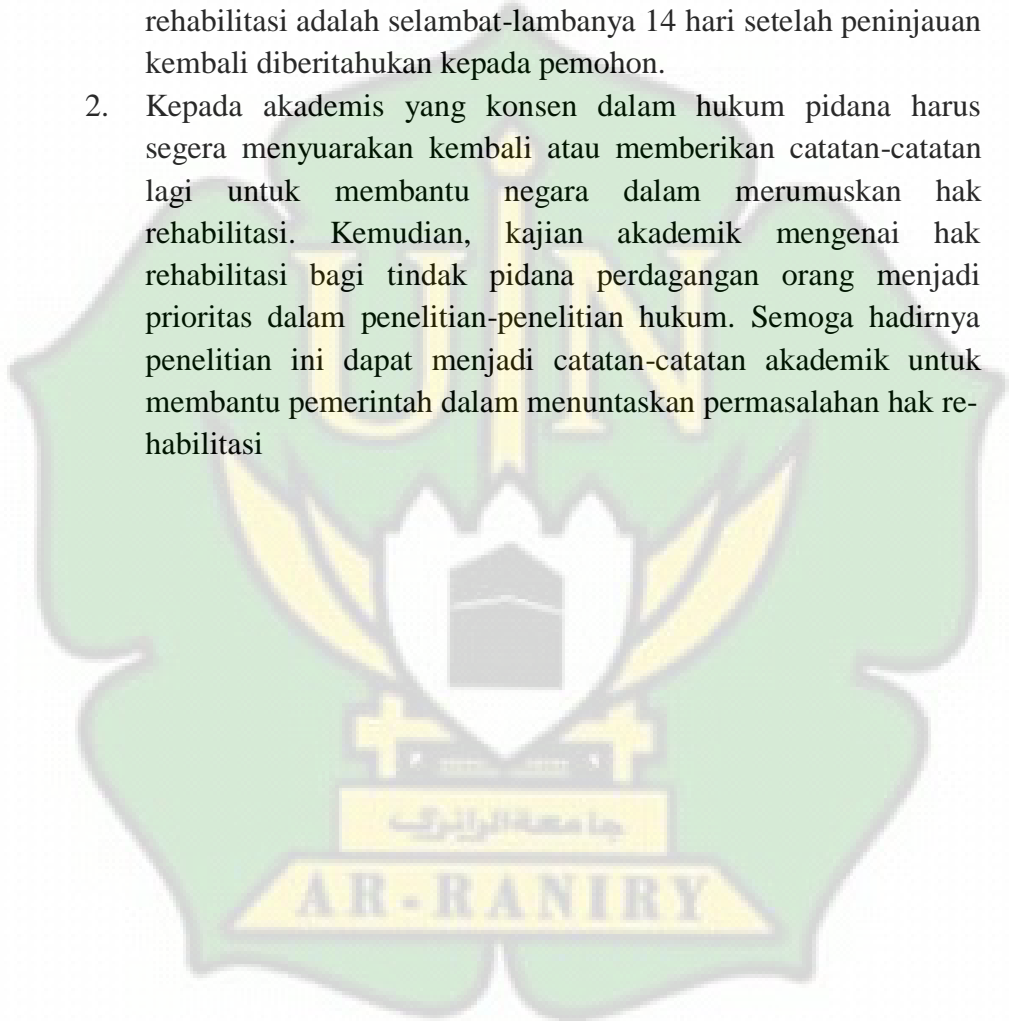 rehabilitasi adalah selambat-lambanya 14 hari setelah peninjauan
kembali diberitahukan kepada pemohon.
2. Kepada akademis yang konsen dalam hukum pidana harus
segera menyuarakan kembali atau memberikan catatan-catatan
lagi untuk membantu negara dalam merumuskan hak
rehabilitasi. Kemudian, kajian akademik mengenai hak
rehabilitasi bagi tindak pidana perdagangan orang menjadi
prioritas dalam penelitian-penelitian hukum. Semoga hadirnya
penelitian ini dapat menjadi catatan-catatan akademik untuk
membantu pemerintah dalam menuntaskan permasalahan hak re-
habilitasi
UIN
جامعة الرانري
AR-RANIRY